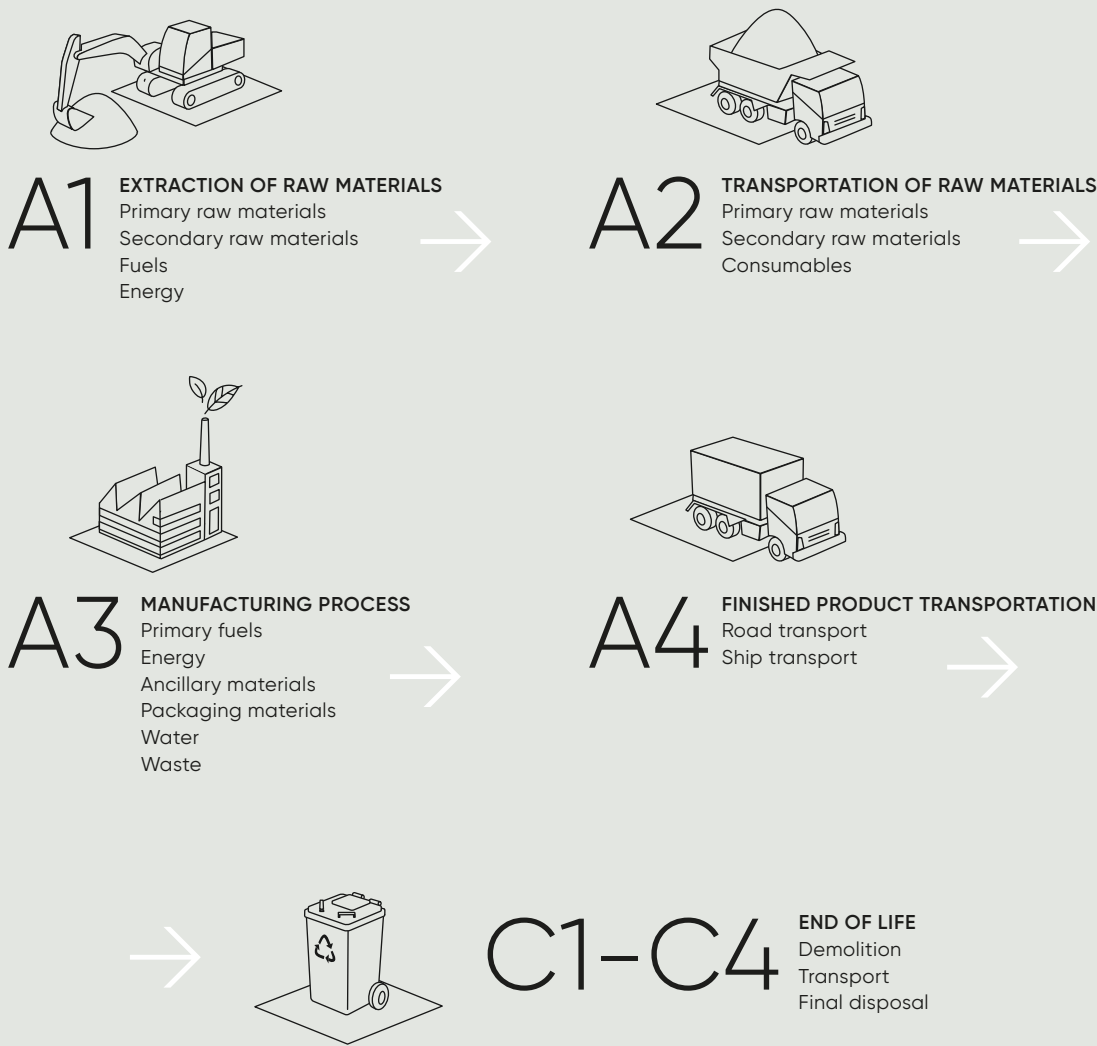 A1
EXTRACTION OF RAW MATERIALS
Primary raw materials
Secondary raw materials
Fuels
Energy
A2
TRANSPORTATION OF RAW MATERIALS
Primary raw materials
Secondary raw materials
Consumables
A3
MANUFACTURING PROCESS
Primary fuels
Energy
Ancillary materials
Packaging materials
Water
Waste
A4
FINISHED PRODUCT TRANSPORTATION
Road transport
Ship transport
C1–C4
END OF LIFE
Demolition
Transport
Final disposal